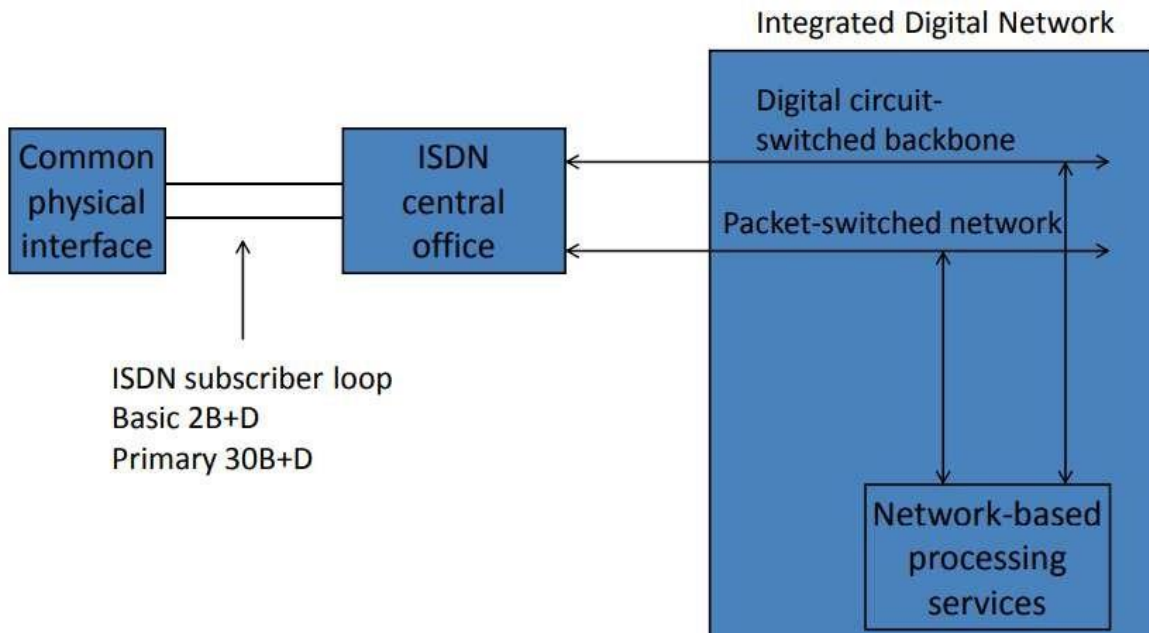 Integrated Digital Network
Digital circuit-
switched backbone
Common
physical
interface
ISDN
central
office
Packet-switched network
ISDN subscriber loop
Basic 2B+D
Primary 30B+D
Network-based
processing
services